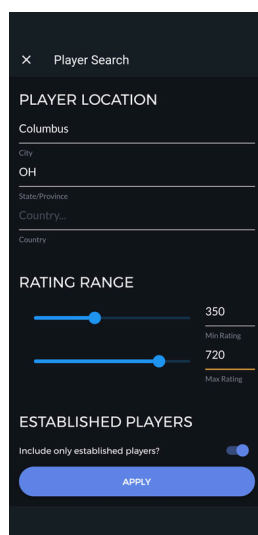 × Player Search
PLAYER LOCATION
Columbus
City
OH
State/Province
Country...
Country
RATING RANGE
350
Min Rating
720
Max Rating
ESTABLISHED PLAYERS
Include only established players?
APPLY